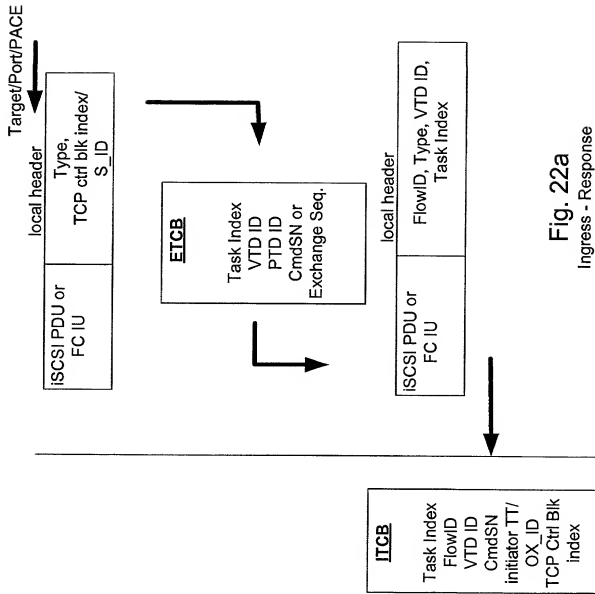 Target/Port/PACE
local header
iSCSI PDU or
FC IU
Type,
TCP ctrl blk index/
S_ID
ETCB
Task Index
VTD ID
PTD ID
CmdSN or
Exchange Seq.
local header
iSCSI PDU or
FC IU
FlowID, Type, VTD ID,
Task Index
ITCB
Task Index
FlowID
VTD ID
CmdSN
initiator TT/
OX_ID
TCP Ctrl Blk
index
Fig. 22a
Ingress - Response